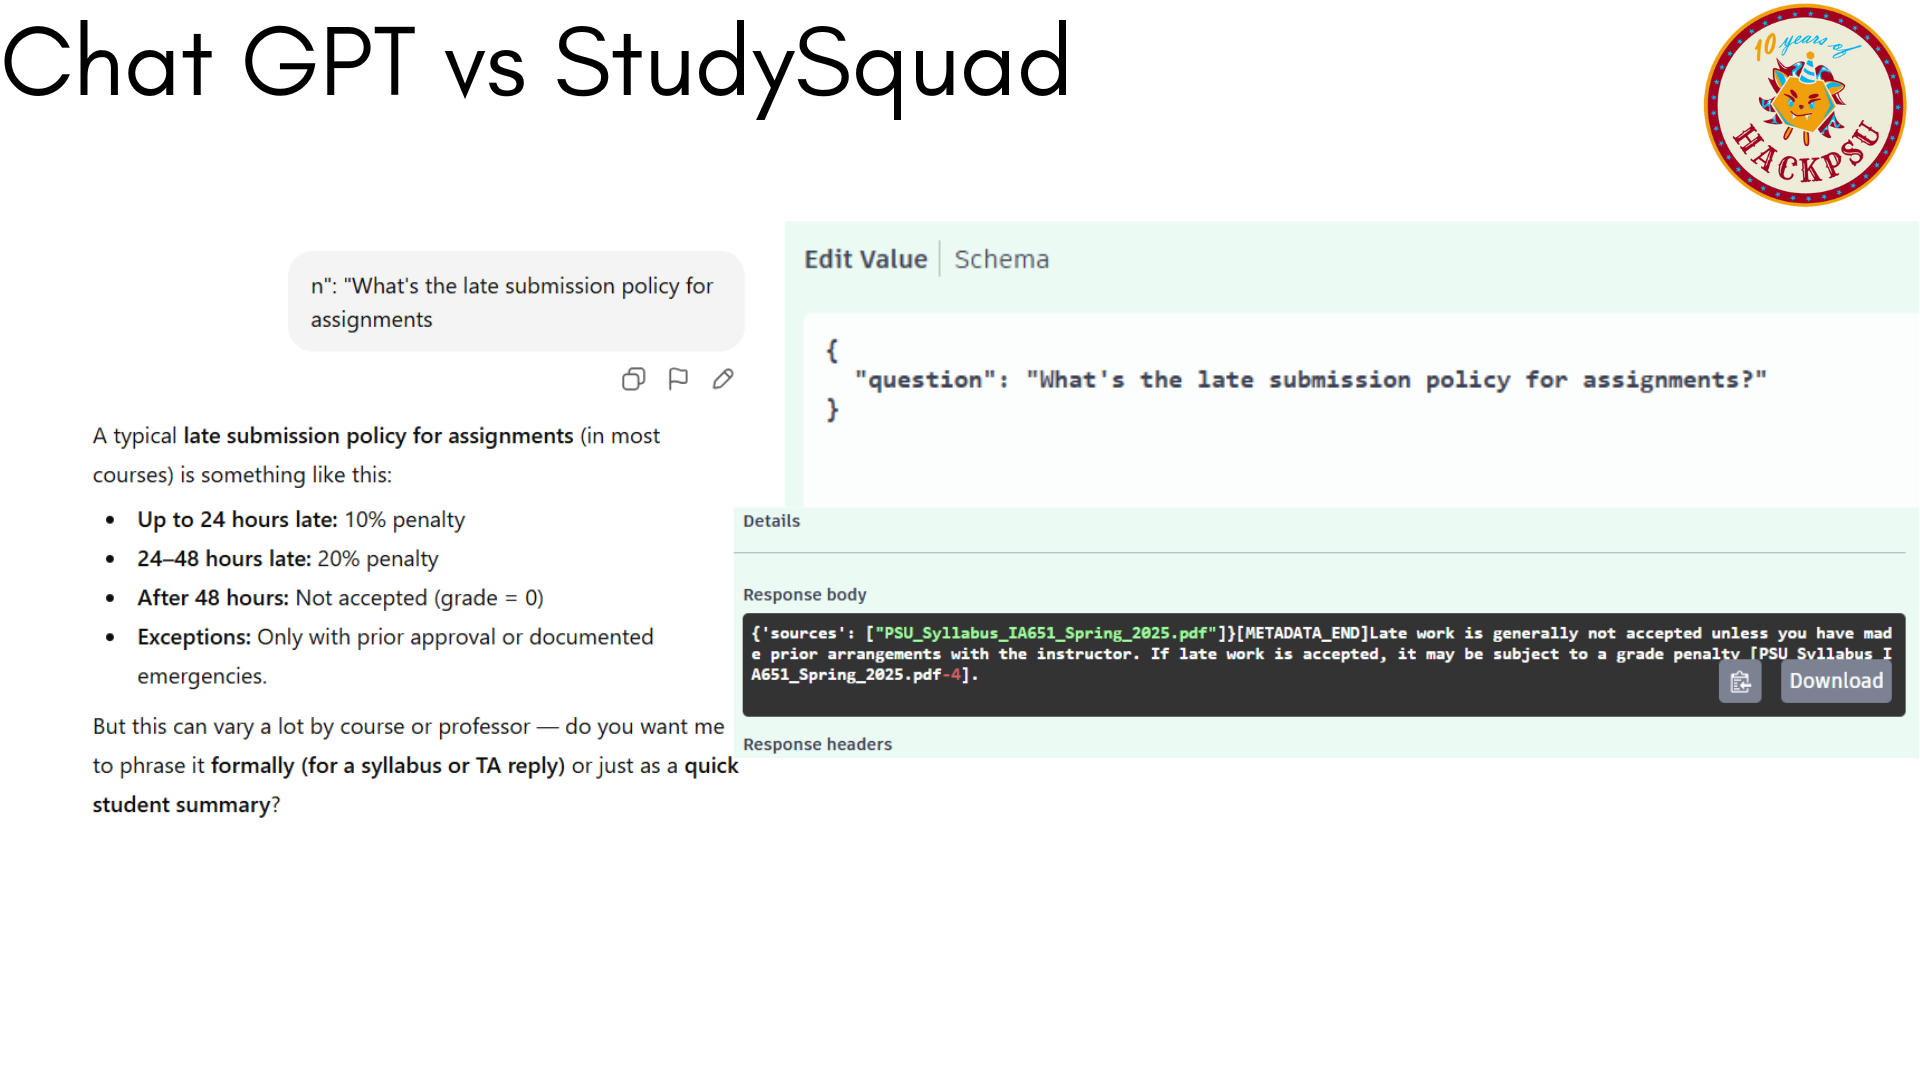 Chat GPT vs StudySquad
10 years of
HACKPSU
n": "What's the late submission policy for
assignments
A typical late submission policy for assignments (in most
courses) is something like this:
• Up to 24 hours late: 10% penalty
• 24–48 hours late: 20% penalty
• After 48 hours: Not accepted (grade = 0)
• Exceptions: Only with prior approval or documented
emergencies.
But this can vary a lot by course or professor — do you want me
to phrase it formally (for a syllabus or TA reply) or just as a quick
student summary?
Edit Value | Schema
{
"question": "What's the late submission policy for assignments?"
}
Details
Response body
{'sources': ["PSU_Syllabus_IA651_Spring_2025.pdf"]}[METADATA_END]Late work is generally not accepted unless you have mad
e prior arrangements with the instructor. If late work is accepted, it may be subject to a grade penalty [PSU_Syllabus_I
A651_Spring_2025.pdf-4].
Download
Response headers